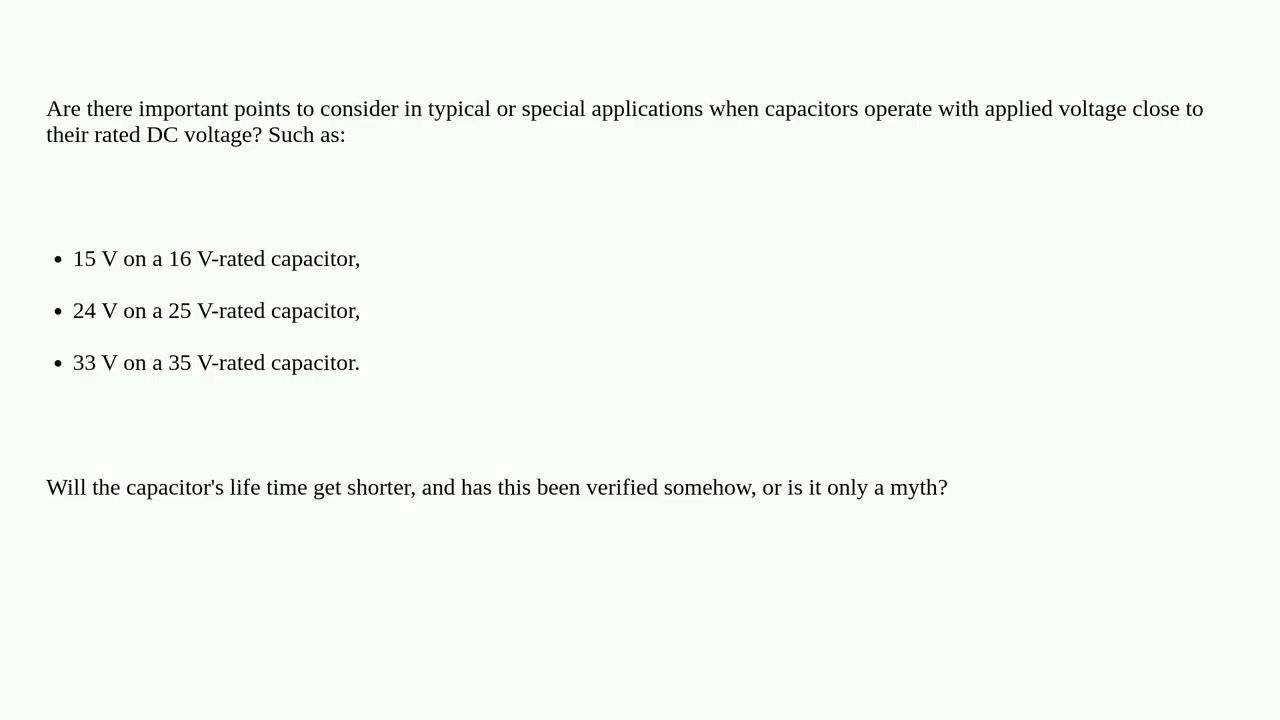 Are there important points to consider in typical or special applications when capacitors operate with applied voltage close to
their rated DC voltage? Such as:
• 15 V on a 16 V-rated capacitor,
• 24 V on a 25 V-rated capacitor,
• 33 V on a 35 V-rated capacitor.
Will the capacitor's life time get shorter, and has this been verified somehow, or is it only a myth?